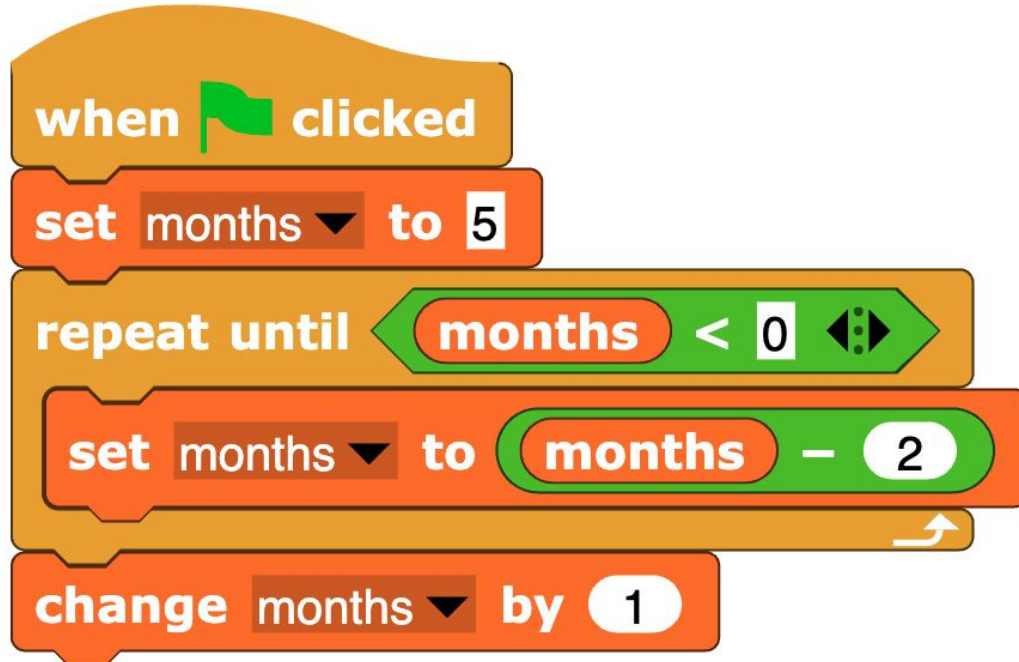 when clicked
set months to 5
repeat until months < 0
set months to months – 2
change months by 1